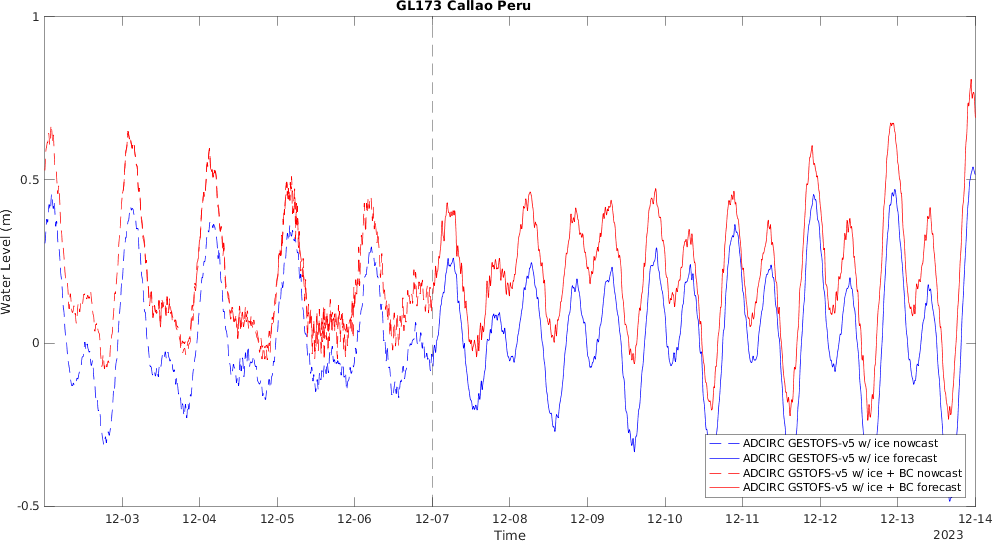 GL173 Callao Peru
1
0.5
0
-0.5
Water Level (m)
12-03 12-04 12-05 12-06 12-07 12-08 12-09 12-10 12-11 12-12 12-13 12-14
Time
2023
ADCIRC GESTOFS-v5 w/ ice nowcast
ADCIRC GESTOFS-v5 w/ ice forecast
ADCIRC GSTOFS-v5 w/ ice + BC nowcast
ADCIRC GSTOFS-v5 w/ ice + BC forecast